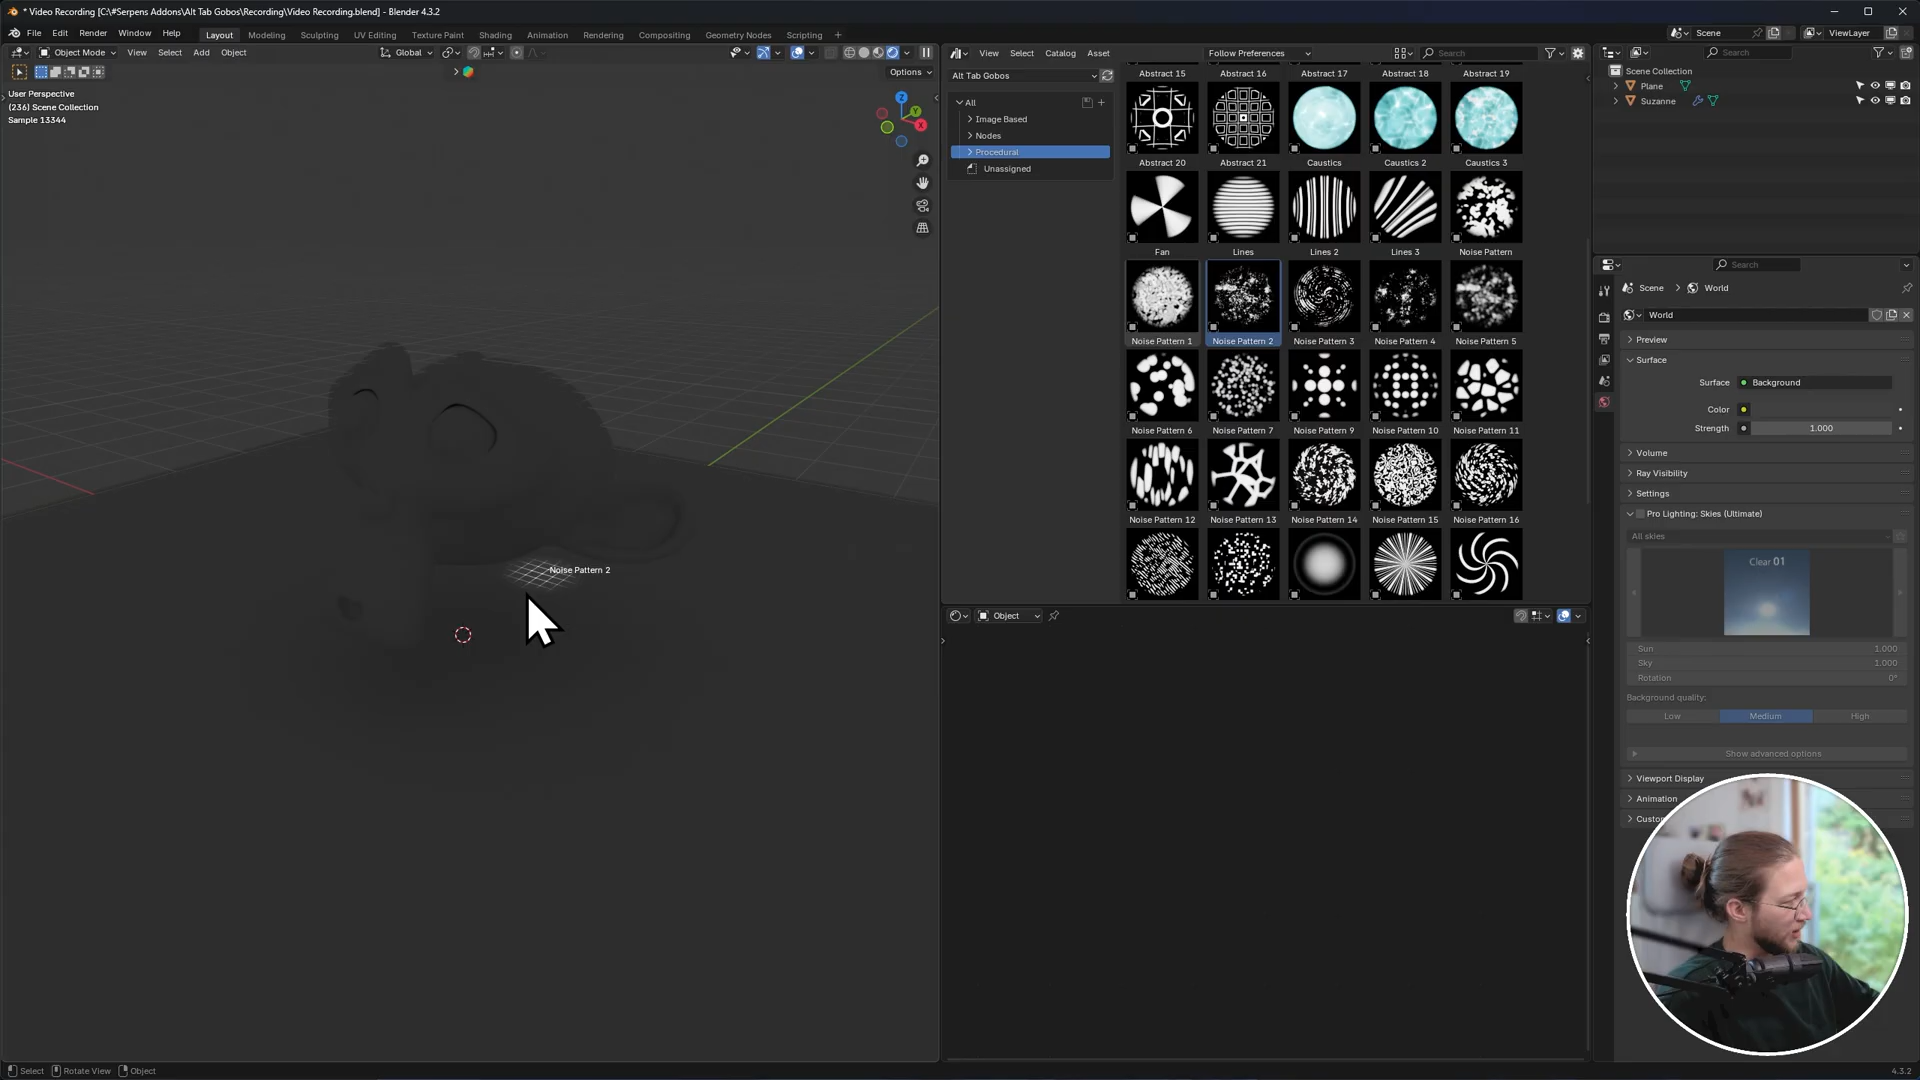 * Video Recording [C:\#Serpens Addons\Alt Tab Gobos\Recording\Video Recording.blend] - Blender 4.3.2
File Edit Render Window Help Layout Modeling Sculpting UV Editing Texture Paint Shading Animation Rendering Compositing Geometry Nodes Scripting + Scene ViewLayer
Object Mode View Select Add Object Global
Options
User Perspective
(236) Scene Collection
Sample 13344
Z
Y
X
Noise Pattern 2
View Select Catalog Asset Follow Preferences Search
Alt Tab Gobos
All
Image Based
Nodes
Procedural
Unassigned
Abstract 15 Abstract 16 Abstract 17 Abstract 18 Abstract 19
Abstract 20 Abstract 21 Caustics Caustics 2 Caustics 3
Fan Lines Lines 2 Lines 3 Noise Pattern
Noise Pattern 1 Noise Pattern 2 Noise Pattern 3 Noise Pattern 4 Noise Pattern 5
Noise Pattern 6 Noise Pattern 7 Noise Pattern 9 Noise Pattern 10 Noise Pattern 11
Noise Pattern 12 Noise Pattern 13 Noise Pattern 14 Noise Pattern 15 Noise Pattern 16
Object
Search
Scene Collection
Plane
Suzanne
Search
Scene World
World
Preview
Surface
Surface Background
Color
Strength 1.000
Volume
Ray Visibility
Settings
Pro Lighting: Skies (Ultimate)
All skies
Clear 01
Sun 1.000
Sky 1.000
Rotation 0°
Background quality:
Low Medium High
Show advanced options
Viewport Display
Animation
Select Rotate View Object 4.3.2